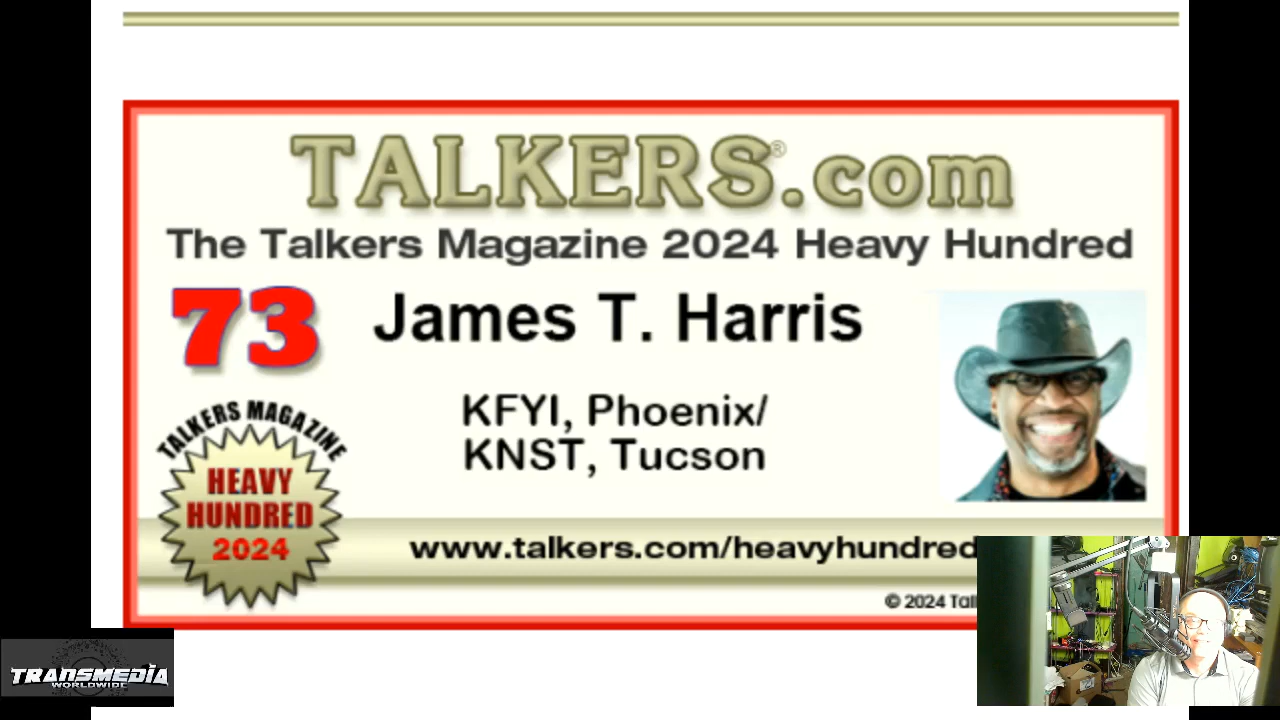 TALKERS®.com
The Talkers Magazine 2024 Heavy Hundred
73
James T. Harris
KFYI, Phoenix/
KNST, Tucson
TALKERS MAGAZINE
HEAVY
HUNDRED
2024
www.talkers.com/heavyhundred
© 2024
TRANSMEDIA
WORLDWIDE